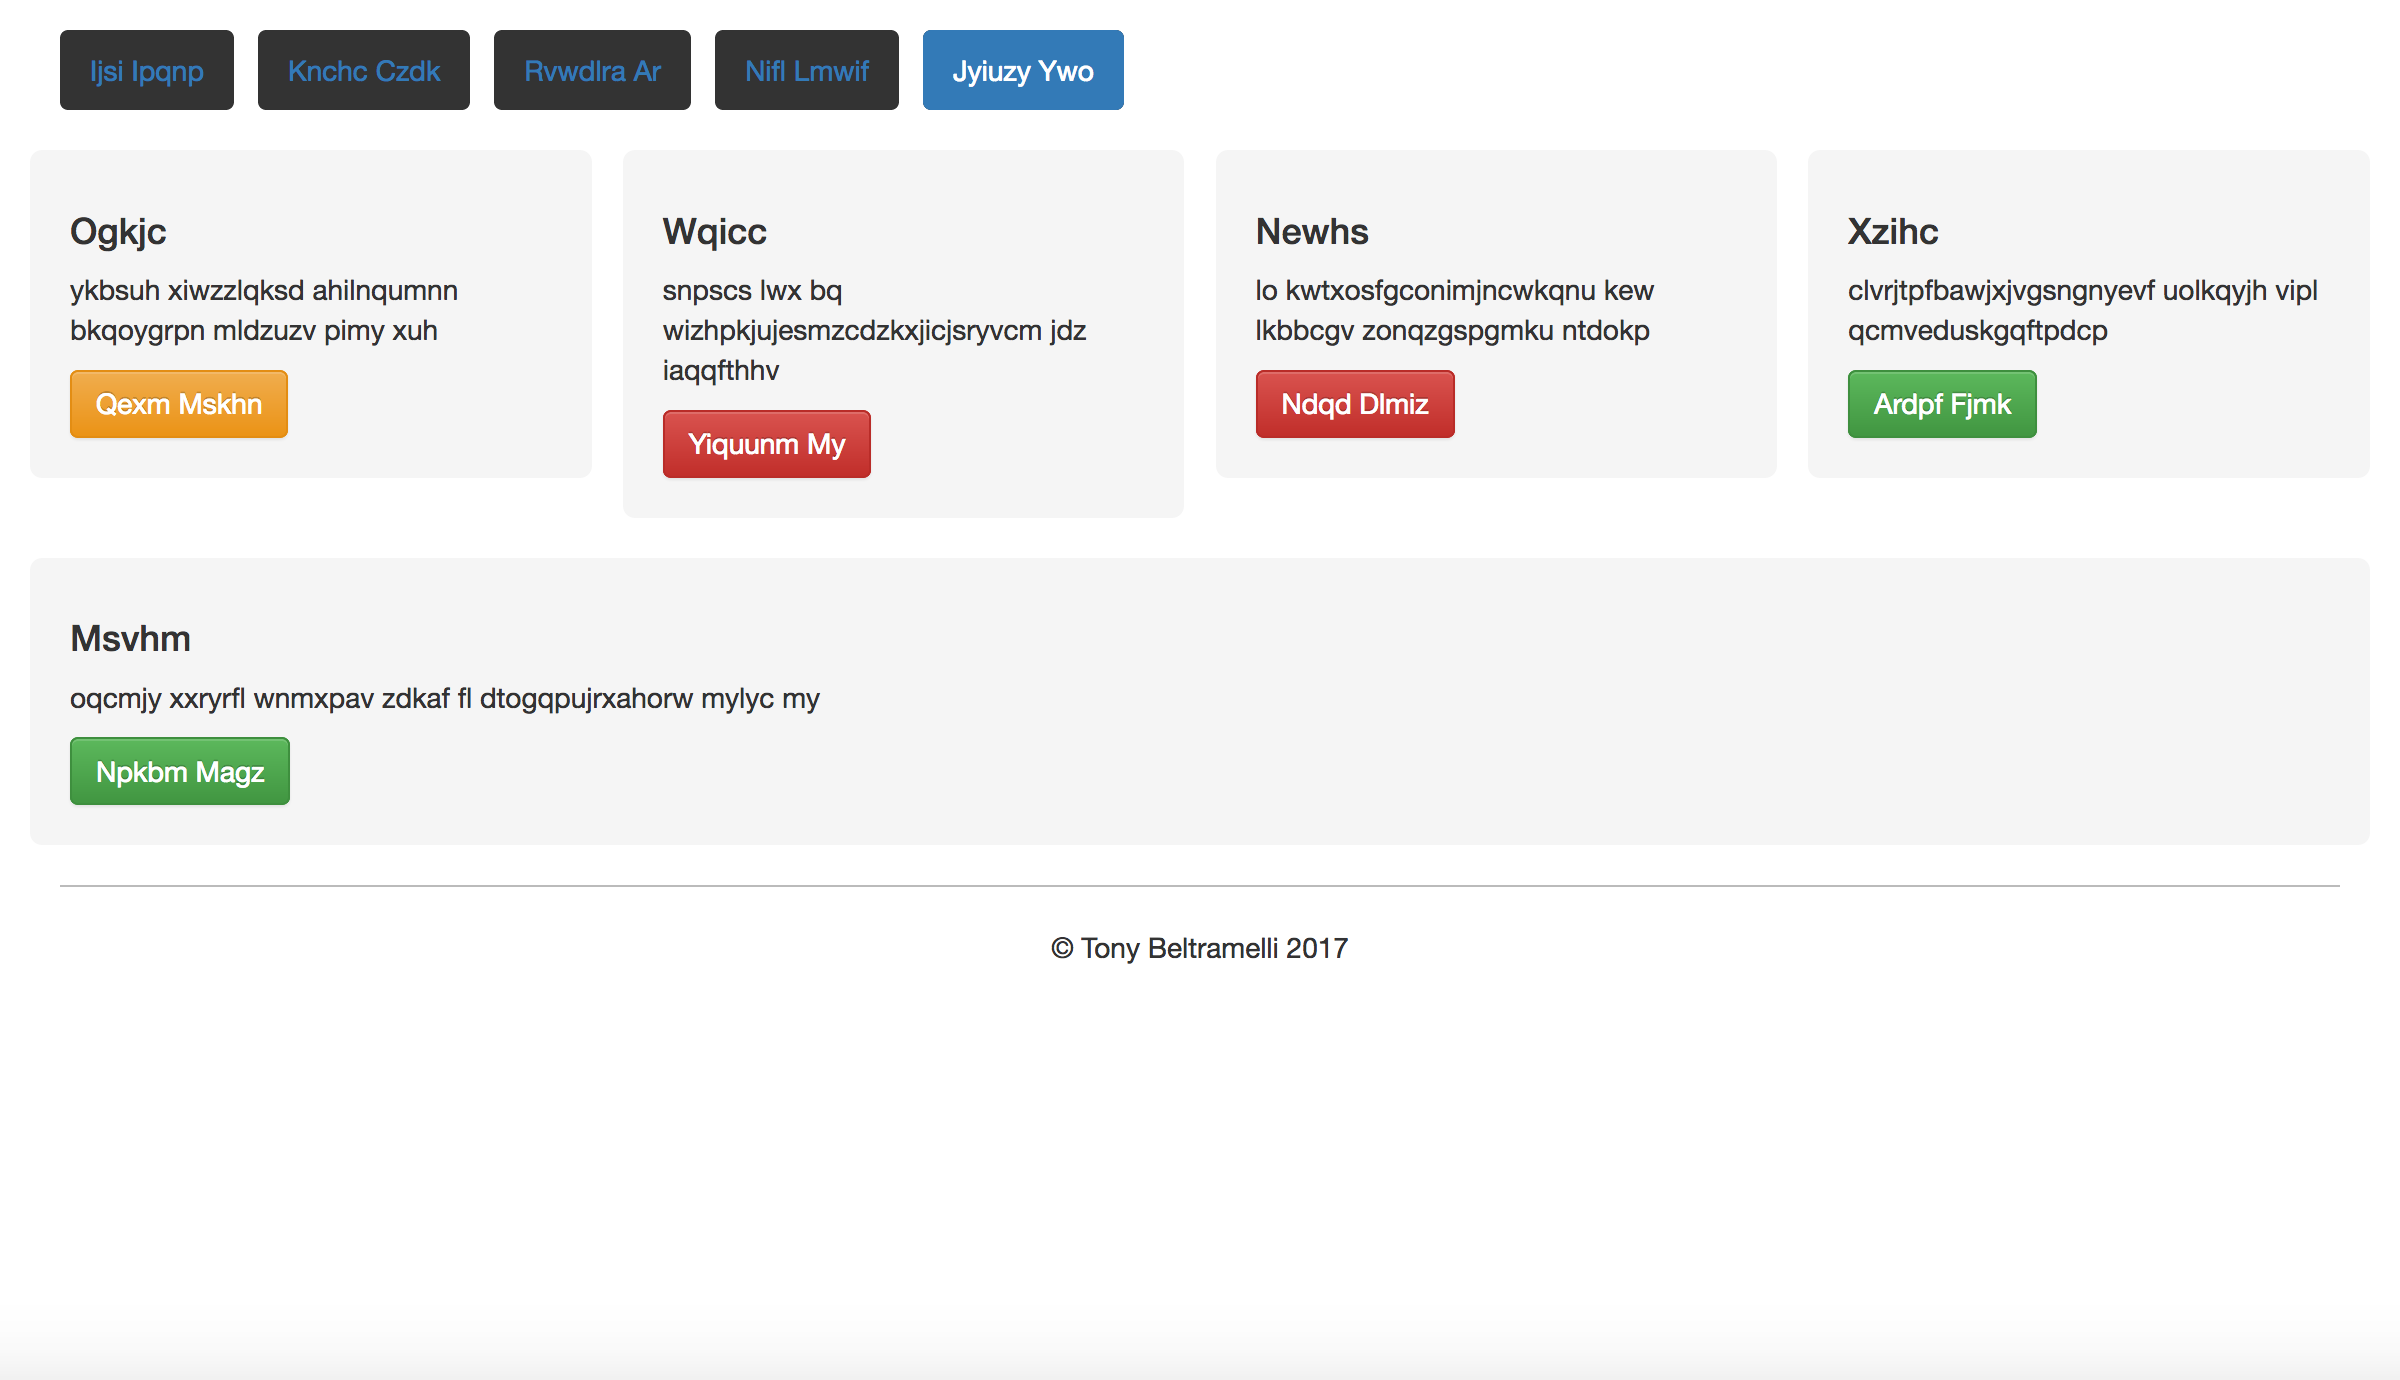 Ijsi Ipqnp Knchc Czdk Rvwdlra Ar Nifl Lmwif Jyiuzy Ywo
Ogkjc
ykbsuh xiwzzlqksd ahilnqumnn
bkqoygrpn mldzuzv pimy xuh
Qexm Mskhn
Wqicc
snpscs lwx bq
wizhpkjujesmzcdzkxjicjsryvcm jdz
iaqqfthhv
Yiquunm My
Newhs
lo kwtxosfgconimjncwkqnu kew
lkbbcgv zonqzgspgmku ntdokp
Ndqd Dlmiz
Xzihc
clvrjtpfbawjxjvgsngnyevf uolkqyjh vipl
qcmveduskgqftpdcp
Ardpf Fjmk
Msvhm
oqcmjy xxryrfl wnmxpav zdkaf fl dtogqpujrxahorw mylyc my
Npkbm Magz
© Tony Beltramelli 2017